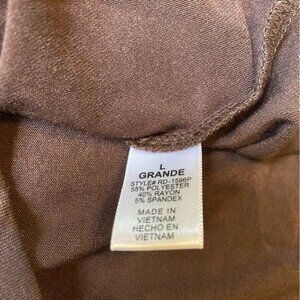 L
GRANDE
STYLE# RD-1596P
55% POLYESTER
40% RAYON
5% SPANDEX
MADE IN
VIETNAM
HECHO EN
VIETNAM